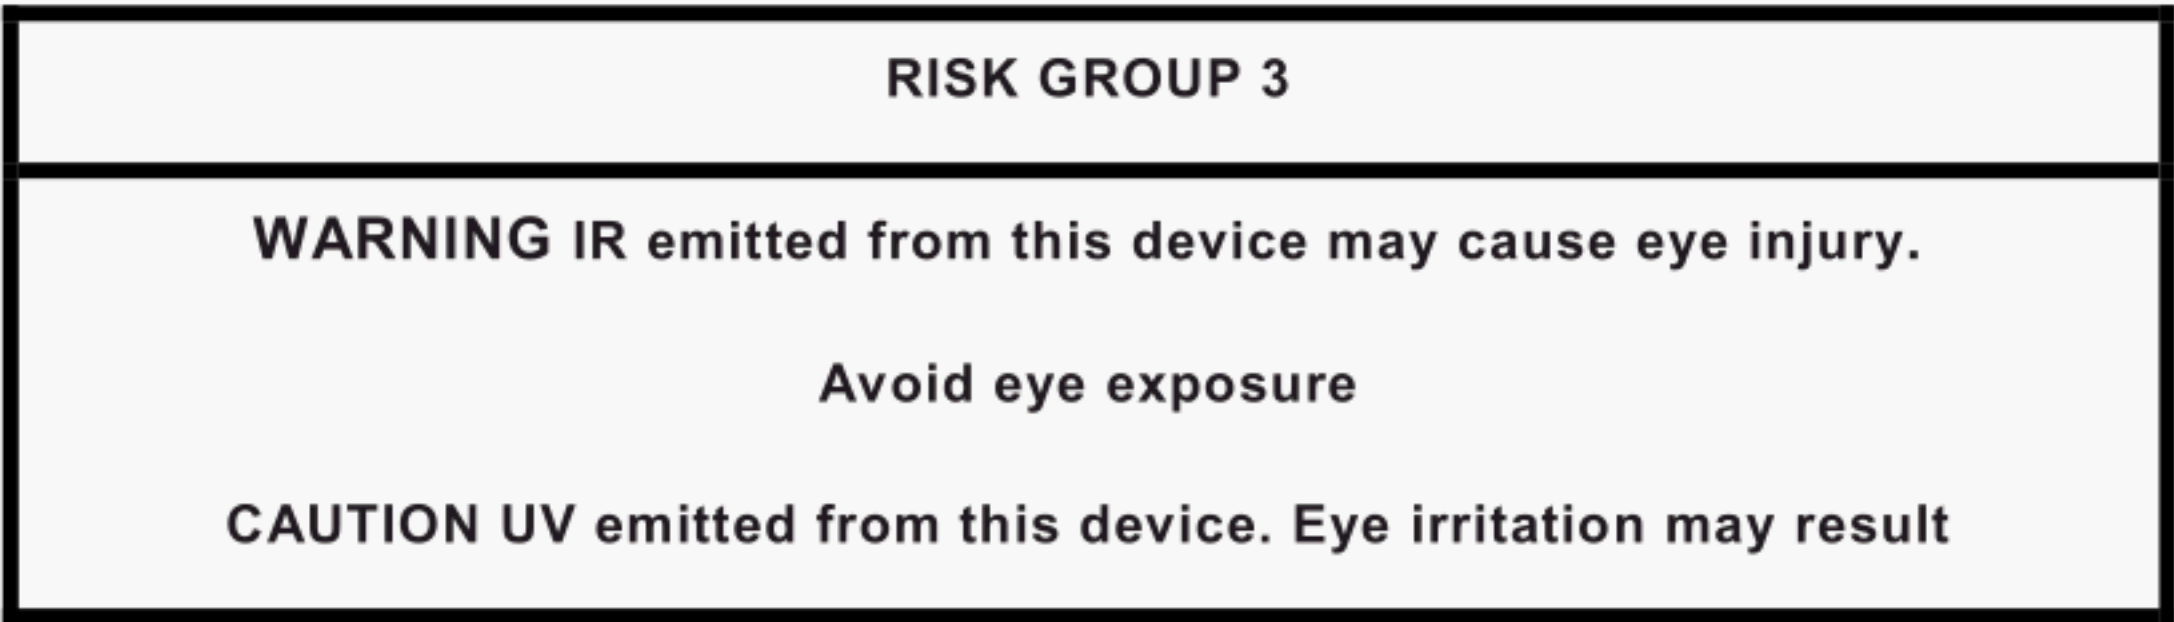 RISK GROUP 3
WARNING IR emitted from this device may cause eye injury.
Avoid eye exposure
CAUTION UV emitted from this device. Eye irritation may result